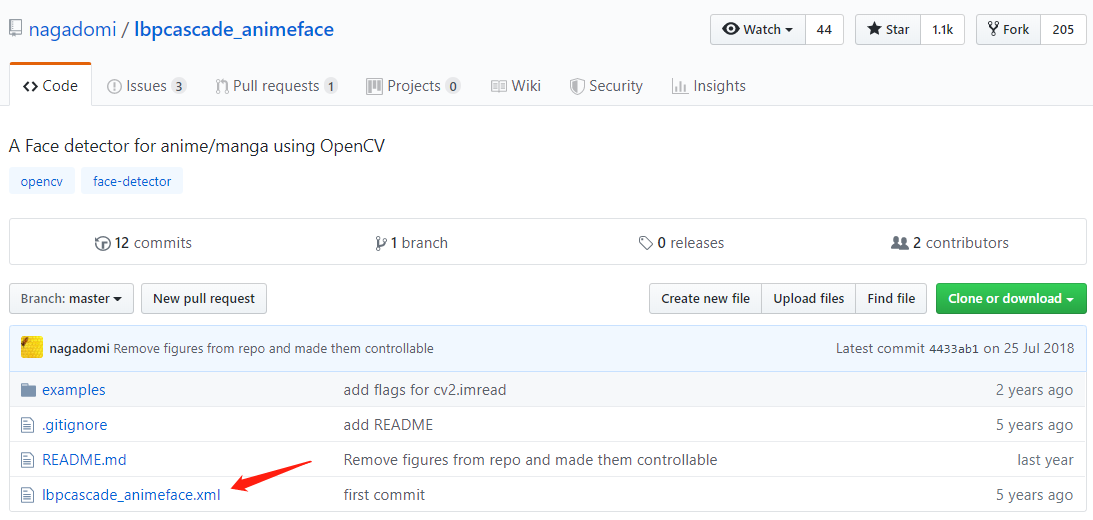 nagadomi / lbpcascade_animeface Watch 44 Star 1.1k Fork 205
Code Issues 3 Pull requests 1 Projects 0 Wiki Security Insights
A Face detector for anime/manga using OpenCV
opencv face-detector
12 commits 1 branch 0 releases 2 contributors
Branch: master New pull request Create new file Upload files Find file Clone or download
nagadomi Remove figures from repo and made them controllable Latest commit 4433ab1 on 25 Jul 2018
examples add flags for cv2.imread 2 years ago
.gitignore add README 5 years ago
README.md Remove figures from repo and made them controllable last year
lbpcascade_animeface.xml first commit 5 years ago